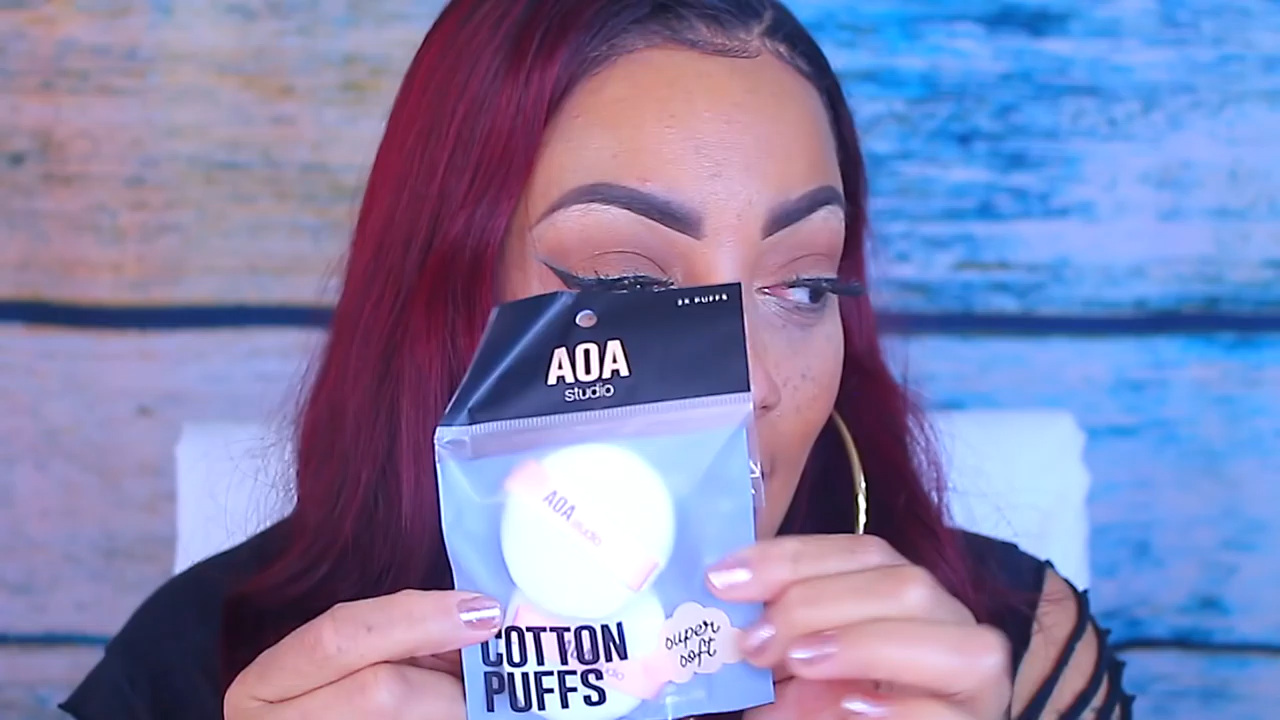 2X PUFFS
AOA
studio
AOA studio
COTTON
PUFFS
super
soft